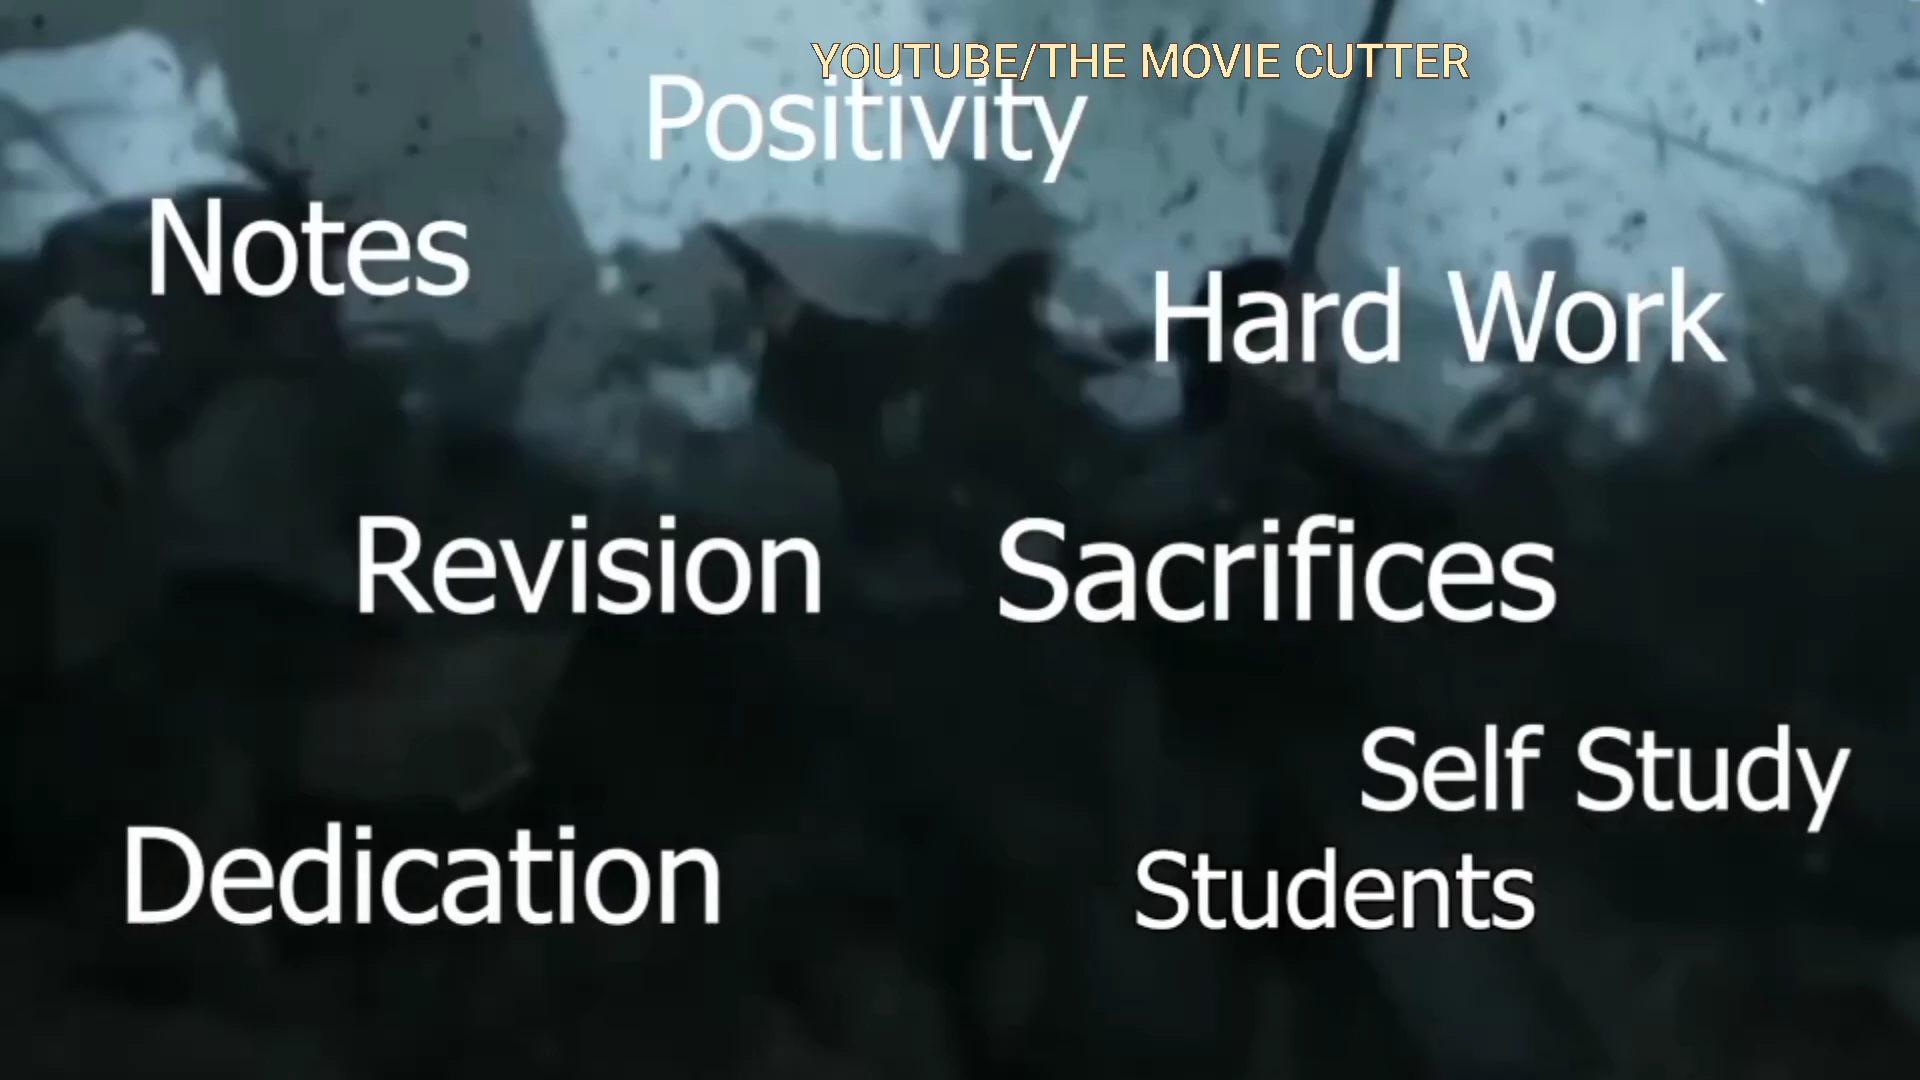 YOUTUBE/THE MOVIE CUTTER
Positivity
Notes
Hard Work
Revision
Sacrifices
Self Study
Dedication
Students